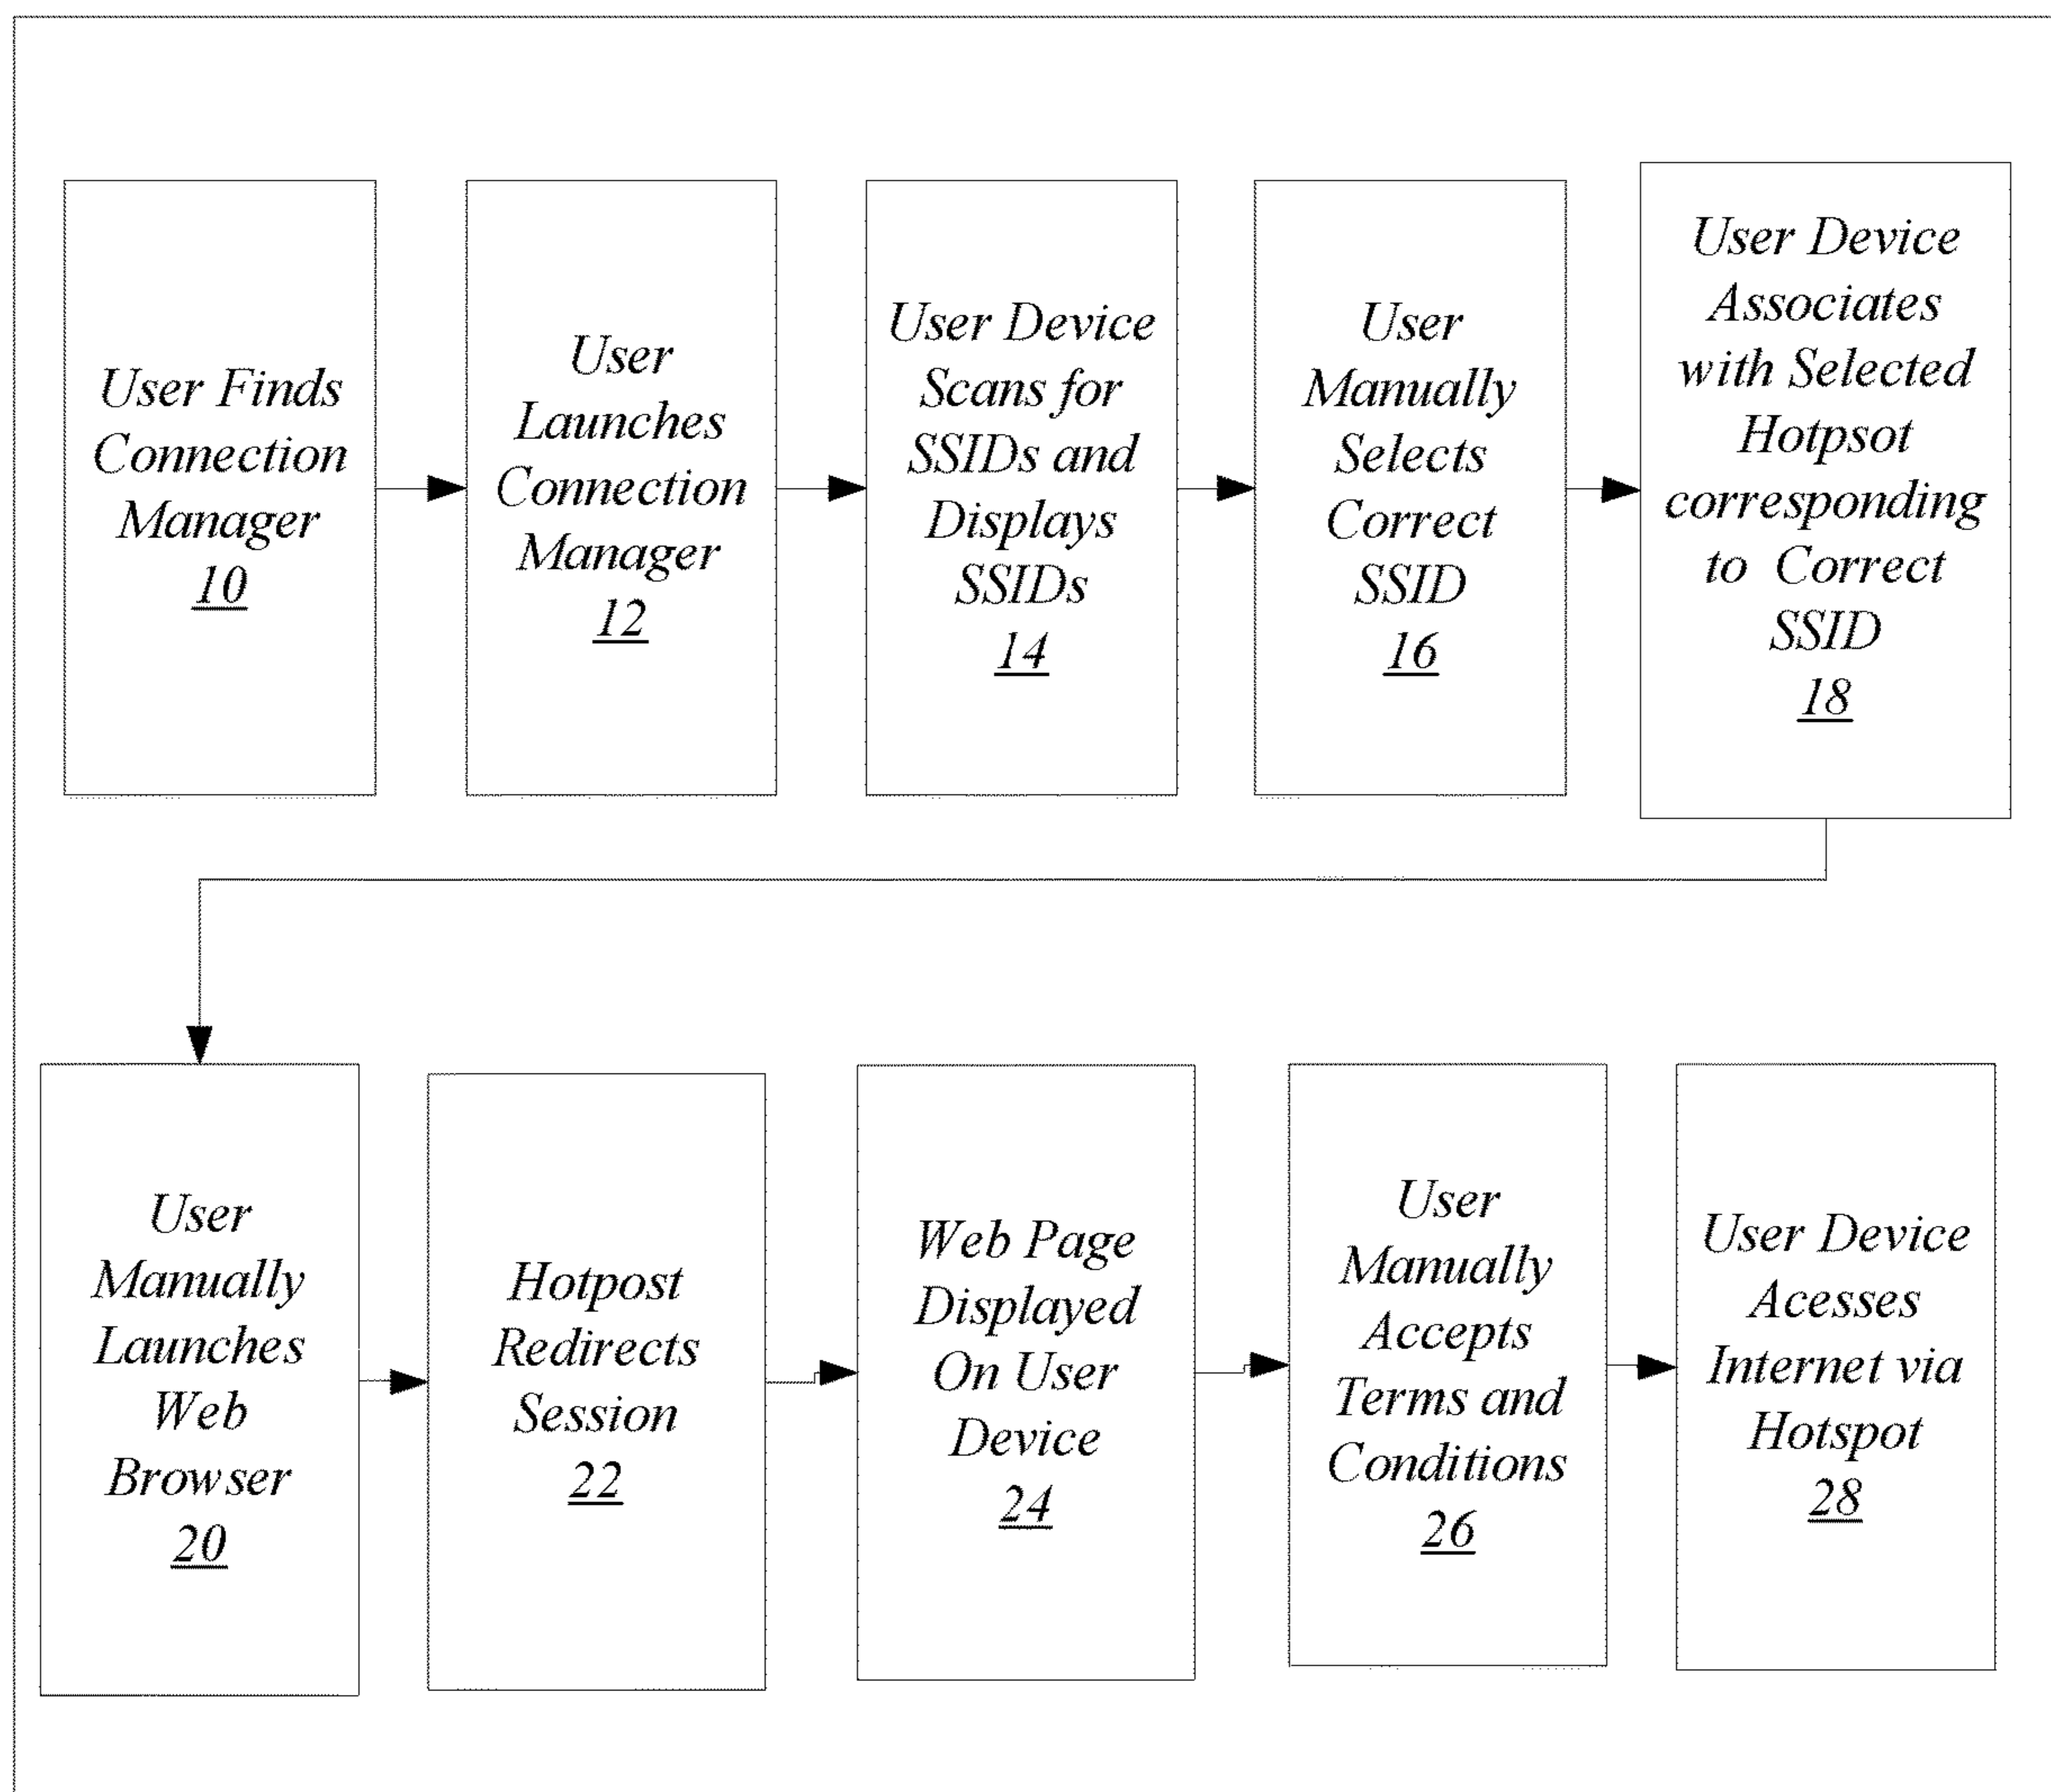 User Finds
Connection
Manager
10
User
Launches
Connection
Manager
12
User Device
Scans for
SSIDs and
Displays
SSIDs
14
User
Manually
Selects
Correct
SSID
16
User Device
Associates
with Selected
Hotpsot
corresponding
to Correct
SSID
18
User
Manually
Launches
Web
Browser
20
Hotpost
Redirects
Session
22
Web Page
Displayed
On User
Device
24
User
Manually
Accepts
Terms and
Conditions
26
User Device
Acesses
Internet via
Hotspot
28